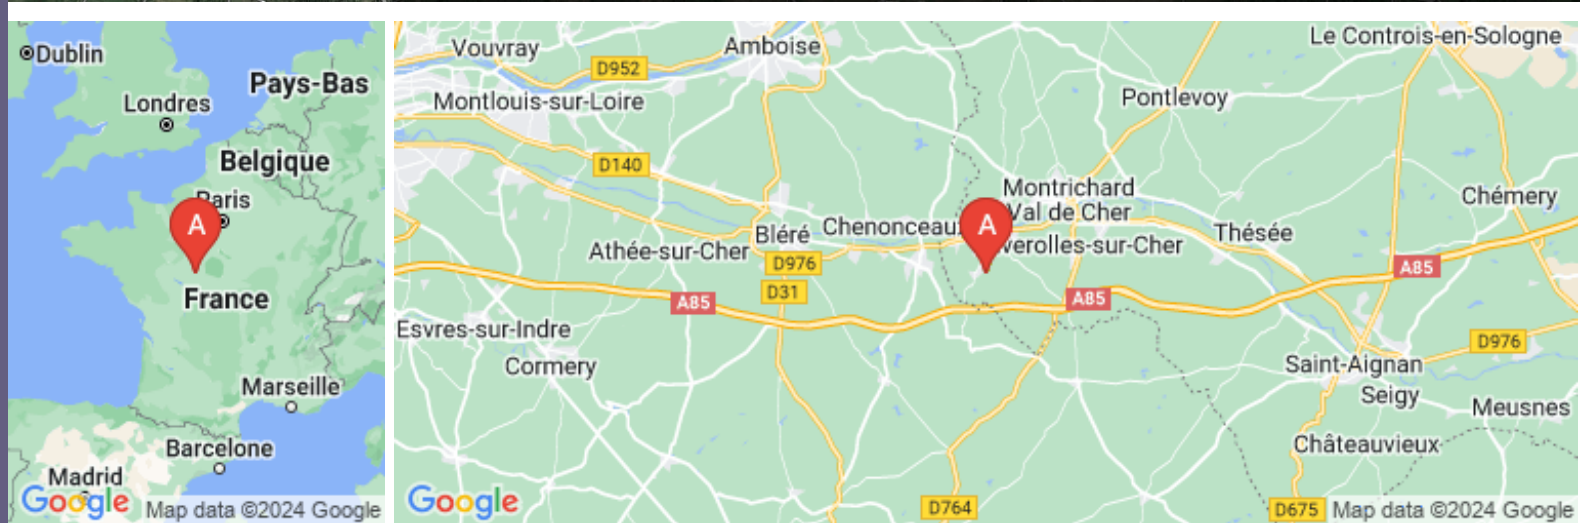 Dublin
Pays-Bas
Londres
Belgique
Paris
A
France
Marseille
Barcelone
Madrid
Google
Map data ©2024 Google
Le Controis-en-Sologne
Vouvray
Amboise
D952
Montlouis-sur-Loire
Pontlevoy
D140
Montrichard
Val de Cher
Chémery
A
Chenonceaux
Bléré
Thésée
Athée-sur-Cher
verolles-sur-Cher
D976
A85
D31
A85
A85
Esvres-sur-Indre
D976
Cormery
Saint-Aignan
Seigy
Meusnes
Châteauvieux
Google
D764
D675
Map data ©2024 Google